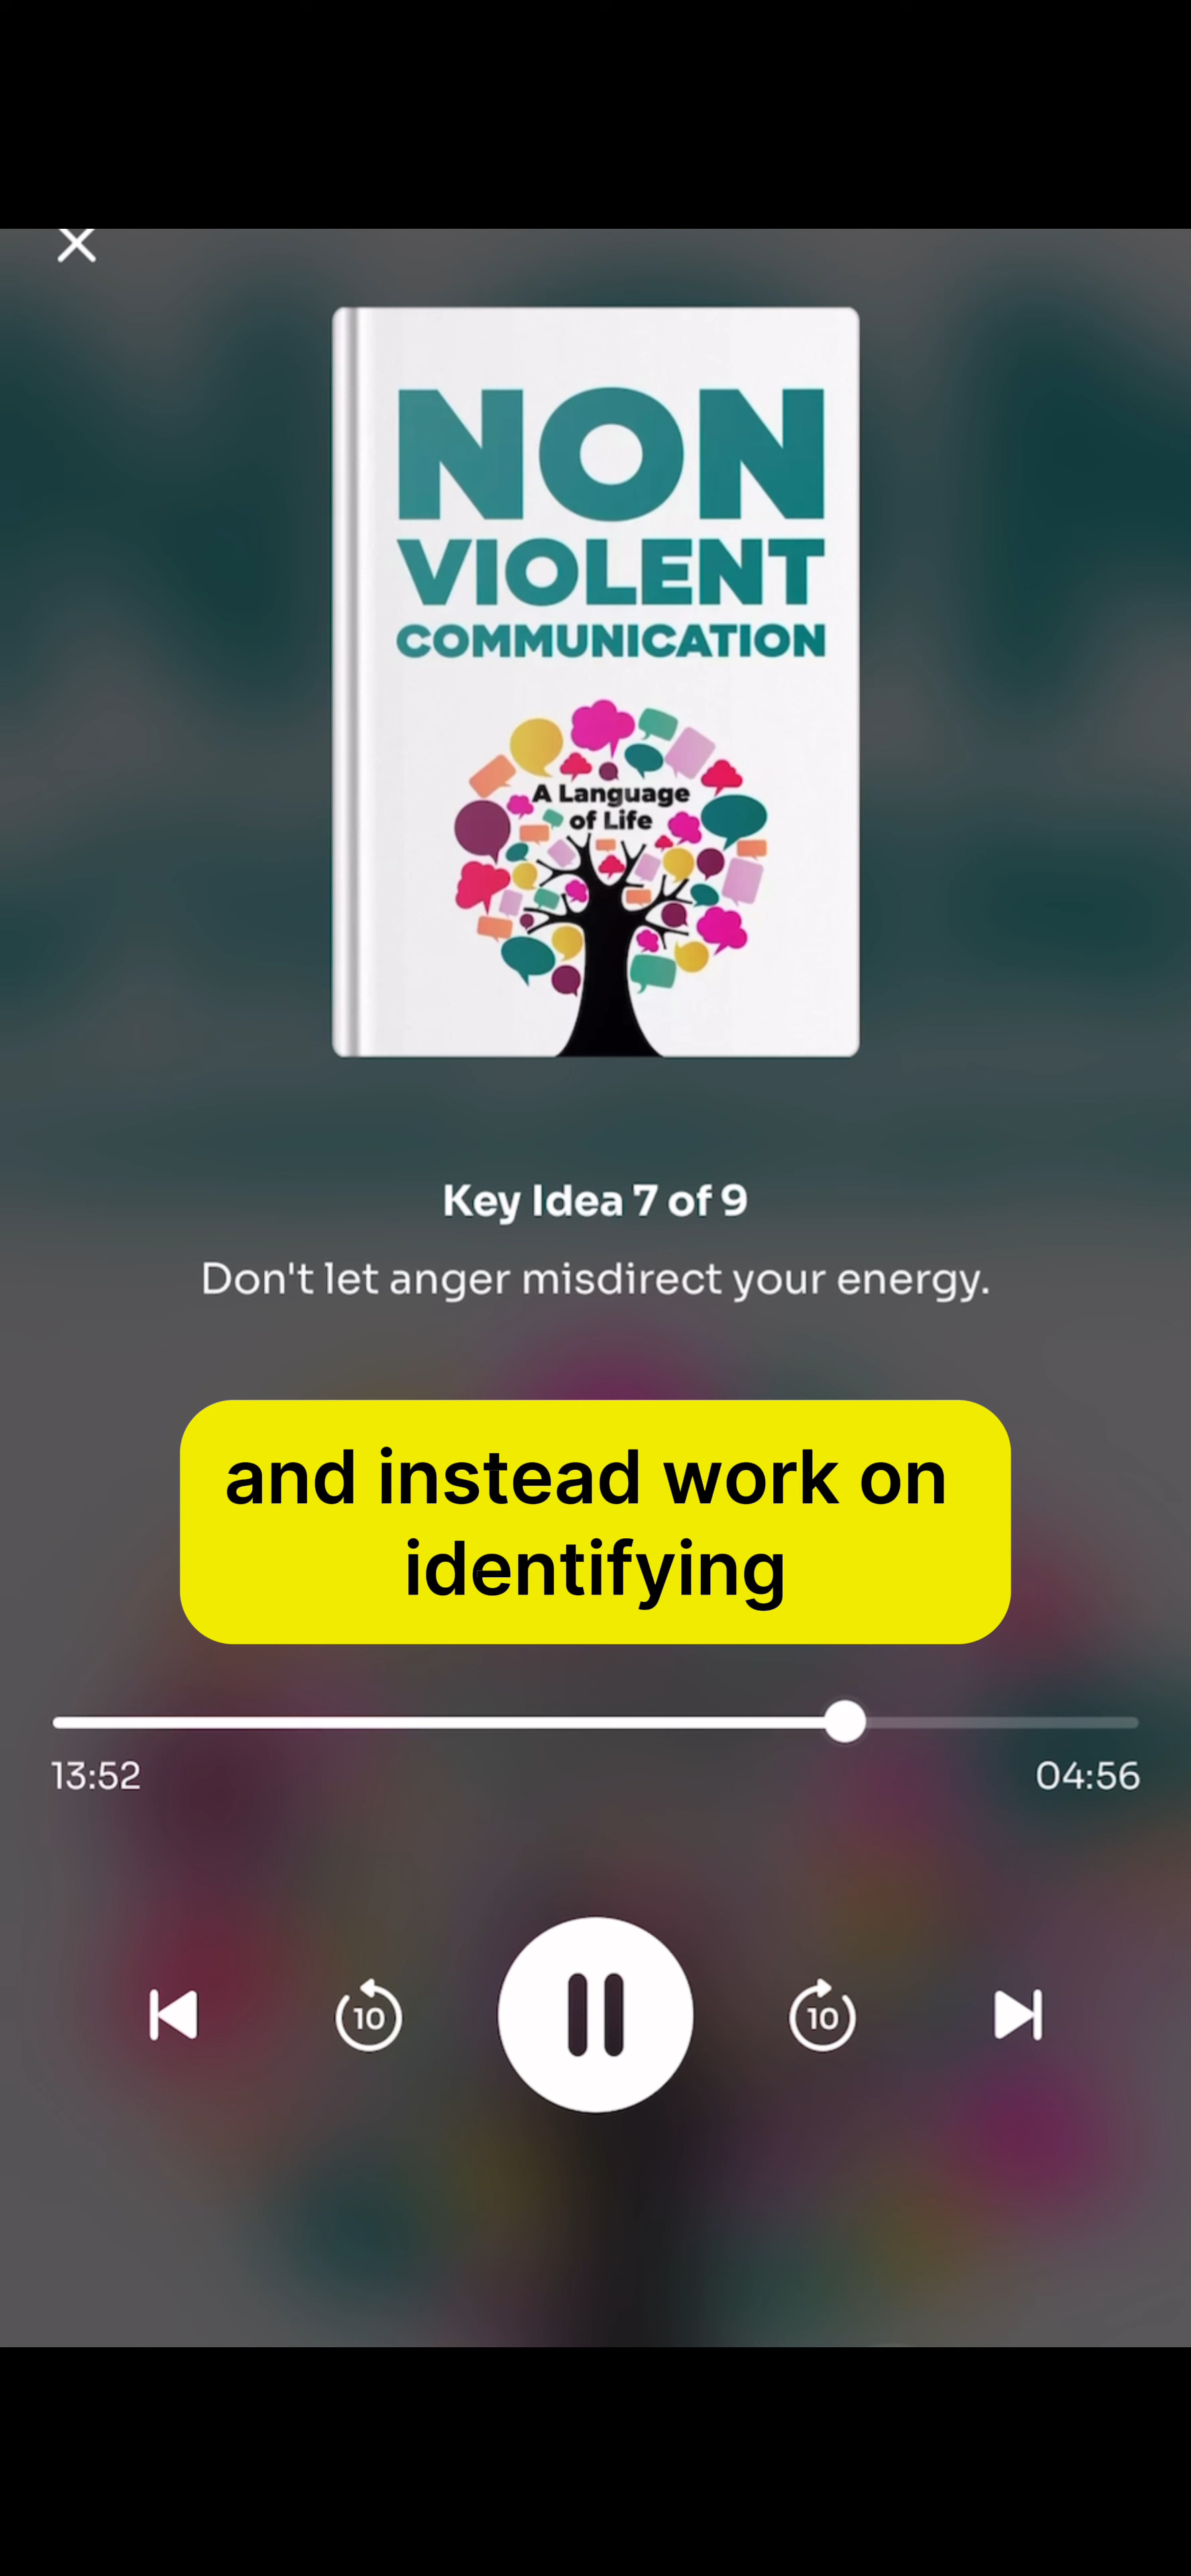 NON
VIOLENT
COMMUNICATION
A Language
of Life
Key Idea 7 of 9
Don't let anger misdirect your energy.
and instead work on
identifying
13:52
04:56
10
10